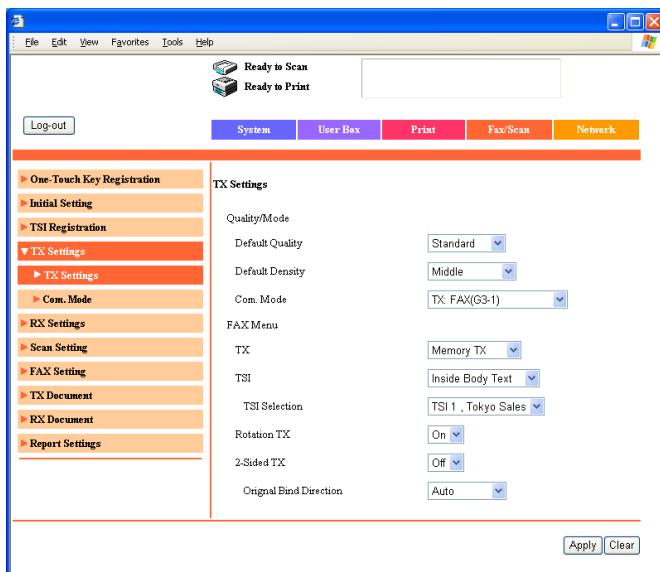 File Edit View Favorites Tools Help
Ready to Scan
Ready to Print
Log-out
System User Box Print Fax/Scan Network
One-Touch Key Registration
Initial Setting
TSI Registration
TX Settings
TX Settings
Com. Mode
RX Settings
Scan Setting
FAX Setting
TX Document
RX Document
Report Settings
TX Settings
Quality/Mode
Default Quality Standard
Default Density Middle
Com. Mode TX: FAX(G3-1)
FAX Menu
TX Memory TX
TSI Inside Body Text
TSI Selection TSI 1 , Tokyo Sales
Rotation TX On
2-Sided TX Off
Orignal Bind Direction Auto
Apply Clear